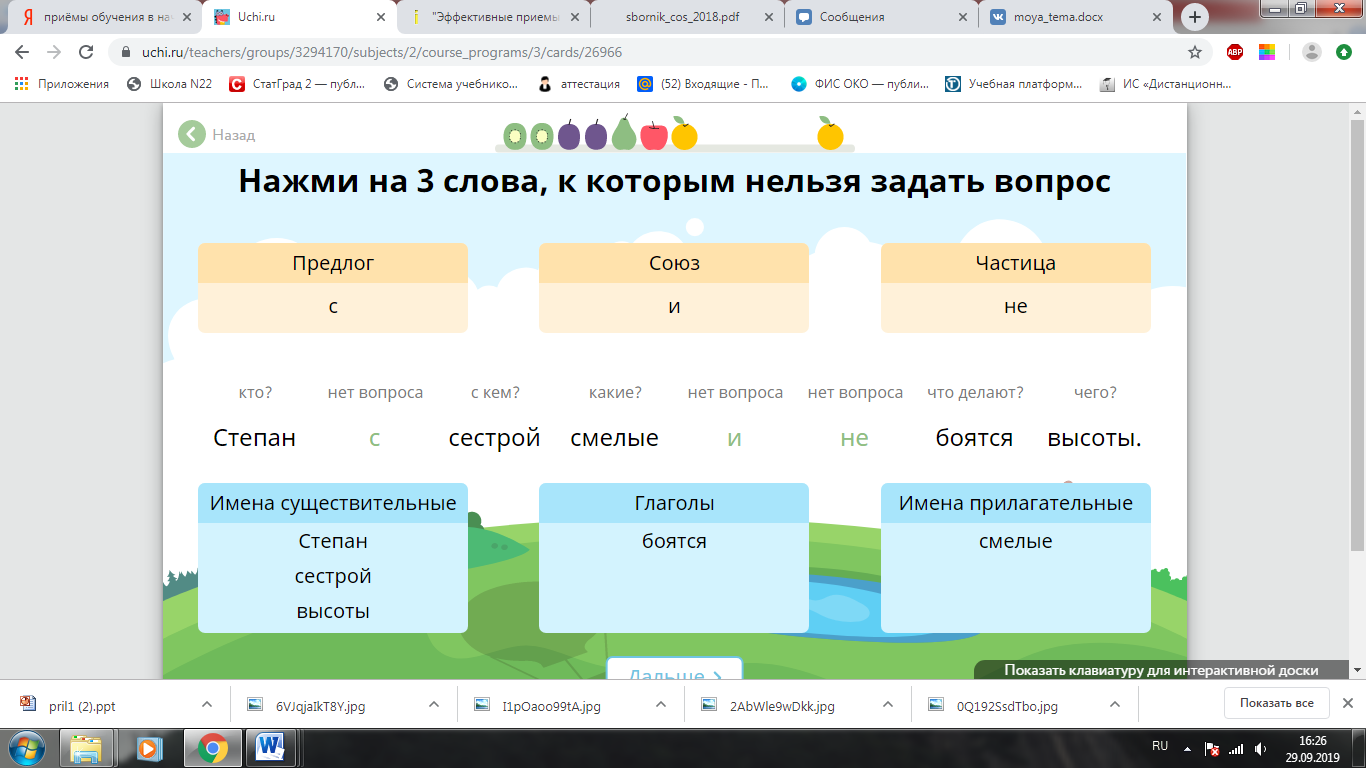 приёмы обучения в нач
Uchi.ru
"Эффективные приемы
sbornik_cos_2018.pdf
Сообщения
moya_tema.docx
uchi.ru/teachers/groups/3294170/subjects/2/course_programs/3/cards/26966
ABP
Приложения
Школа N22
СтатГрад 2 — публ...
Система учебнико...
аттестация
(52) Входящие - П...
ФИС ОКО — публи...
Учебная платформ...
ИС «Дистанционн...
Назад
Нажми на 3 слова, к которым нельзя задать вопрос
Предлог
с
Союз
и
Частица
не
кто? нет вопроса с кем? какие? нет вопроса нет вопроса что делают? чего?
Степан с сестрой смелые и не боятся высоты.
Имена существительные
Степан
сестрой
высоты
Глаголы
боятся
Имена прилагательные
смелые
Дальше
Показать клавиатуру для интерактивной доски
pril1 (2).ppt
6VJqjaIkT8Y.jpg
I1pOaoo99tA.jpg
2AbWle9wDkk.jpg
0Q192SsdTbo.jpg
Показать все
RU
16:26
29.09.2019